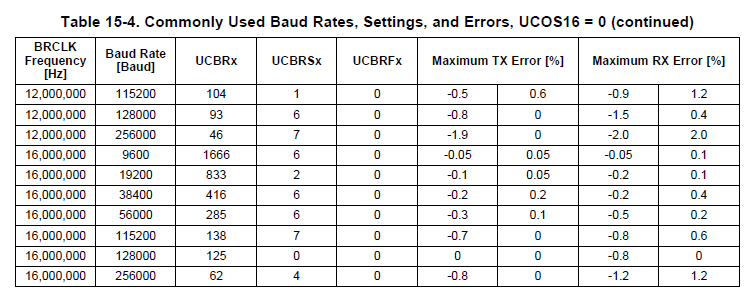 Table 15-4. Commonly Used Baud Rates, Settings, and Errors, UCOS16 = 0 (continued)
BRCLK Frequency [Hz] Baud Rate [Baud] UCBRx UCBRSx UCBRFx Maximum TX Error [%] Maximum RX Error [%]
12,000,000 115200 104 1 0 -0.5 0.6 -0.9 1.2
12,000,000 128000 93 6 0 -0.8 0 -1.5 0.4
12,000,000 256000 46 7 0 -1.9 0 -2.0 2.0
16,000,000 9600 1666 6 0 -0.05 0.05 -0.05 0.1
16,000,000 19200 833 2 0 -0.1 0.05 -0.2 0.1
16,000,000 38400 416 6 0 -0.2 0.2 -0.2 0.4
16,000,000 56000 285 6 0 -0.3 0.1 -0.5 0.2
16,000,000 115200 138 7 0 -0.7 0 -0.8 0.6
16,000,000 128000 125 0 0 0 0 -0.8 0
16,000,000 256000 62 4 0 -0.8 0 -1.2 1.2